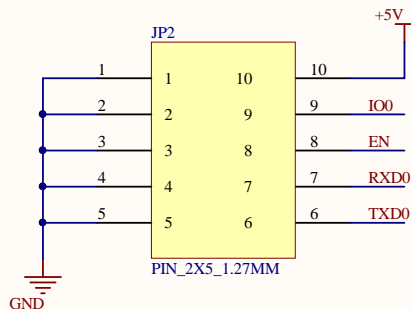 +5V
JP2
1 1 10 10
2 2 9 9 IO0
3 3 8 8 EN
4 4 7 7 RXD0
5 5 6 6 TXD0
PIN_2X5_1.27MM
GND